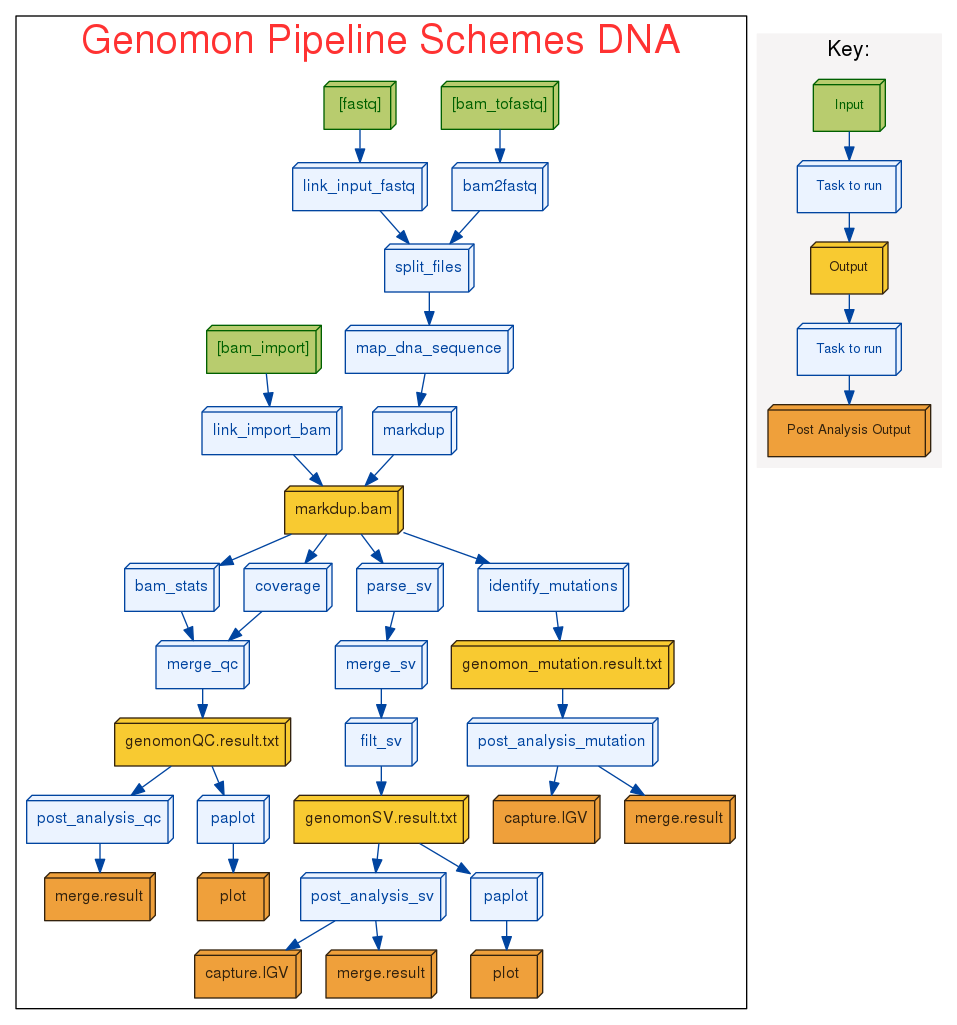 Genomon Pipeline Schemes DNA
Key:
[fastq]
[bam_tofastq]
Input
link_input_fastq
bam2fastq
Task to run
split_files
Output
[bam_import]
map_dna_sequence
Task to run
link_import_bam
markdup
Post Analysis Output
markdup.bam
bam_stats
coverage
parse_sv
identify_mutations
merge_qc
merge_sv
genomon_mutation.result.txt
genomonQC.result.txt
filt_sv
post_analysis_mutation
post_analysis_qc
paplot
genomonSV.result.txt
capture.IGV
merge.result
merge.result
plot
post_analysis_sv
paplot
capture.IGV
merge.result
plot